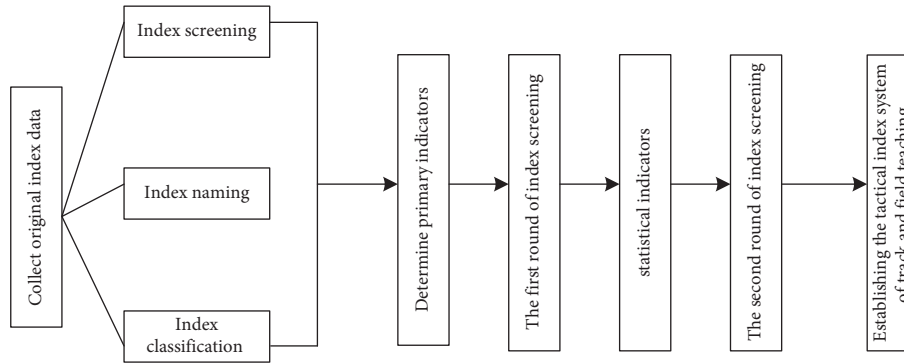 Collect original index data
Index screening
Index naming
Index
classification
Determine primary indicators
The first round of index screening
statistical indicators
The second round of index screening
Establishing the tactical index system
of track and field teaching